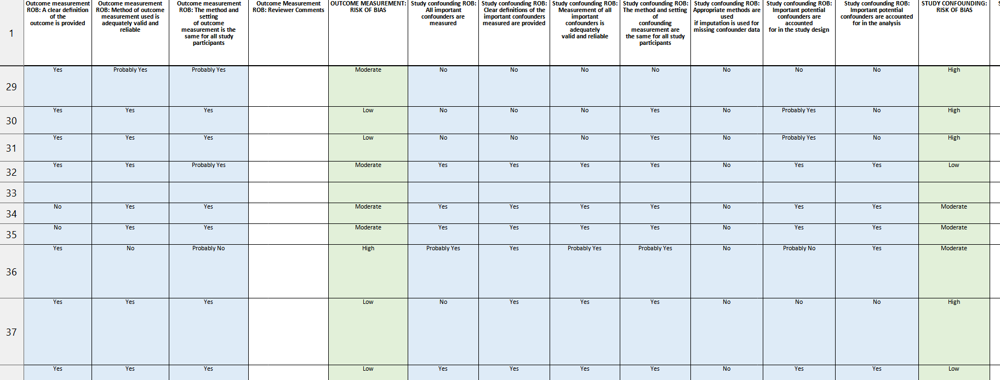 1
Outcome measurement
ROB: A clear definition
of the
outcome is provided
Outcome measurement
ROB: Method of outcome
measurement used is
adequately valid and
reliable
Outcome measurement
ROB: The method and
setting
of outcome
measurement is the
same for all study
participants
Outcome Measurement
ROB: Reviewer Comments
OUTCOME MEASUREMENT:
RISK OF BIAS
Study confounding ROB:
All important
confounders are
measured
Study confounding ROB:
Clear definitions of the
important confounders
measured are provided
Study confounding ROB:
Measurement of all
important
confounders is
adequately
valid and reliable
Study confounding ROB:
The method and setting
of
confounding
measurement are
the same for all study
participants
Study confounding ROB:
Appropriate methods are
used
if imputation is used for
missing confounder data
Study confounding ROB:
Important potential
confounders are
accounted
for in the study design
Study confounding ROB:
Important potential
confounders are accounted
for in the analysis
STUDY CONFOUNDING:
RISK OF BIAS
29 Yes Probably Yes Probably Yes Moderate No No No No No No No High
30 Yes Yes Yes Low No No No Yes No Probably Yes No High
31 Yes Yes Yes Low No No No Yes No Probably Yes No High
32 Yes Yes Probably Yes Moderate Yes Yes Yes Yes No Yes Yes Low
33
34 No Yes Yes Moderate Yes Yes Yes Yes No Yes Yes Moderate
35 No Yes Yes Moderate Yes Yes Yes Yes No Yes Yes Moderate
36 Yes No Probably No High Probably Yes Yes Probably Yes Probably Yes No Probably No Yes Moderate
37 Yes Yes Yes Low No Yes Yes Yes No No No High
Yes Yes Yes Low Yes Yes Yes Yes No Yes Yes Low